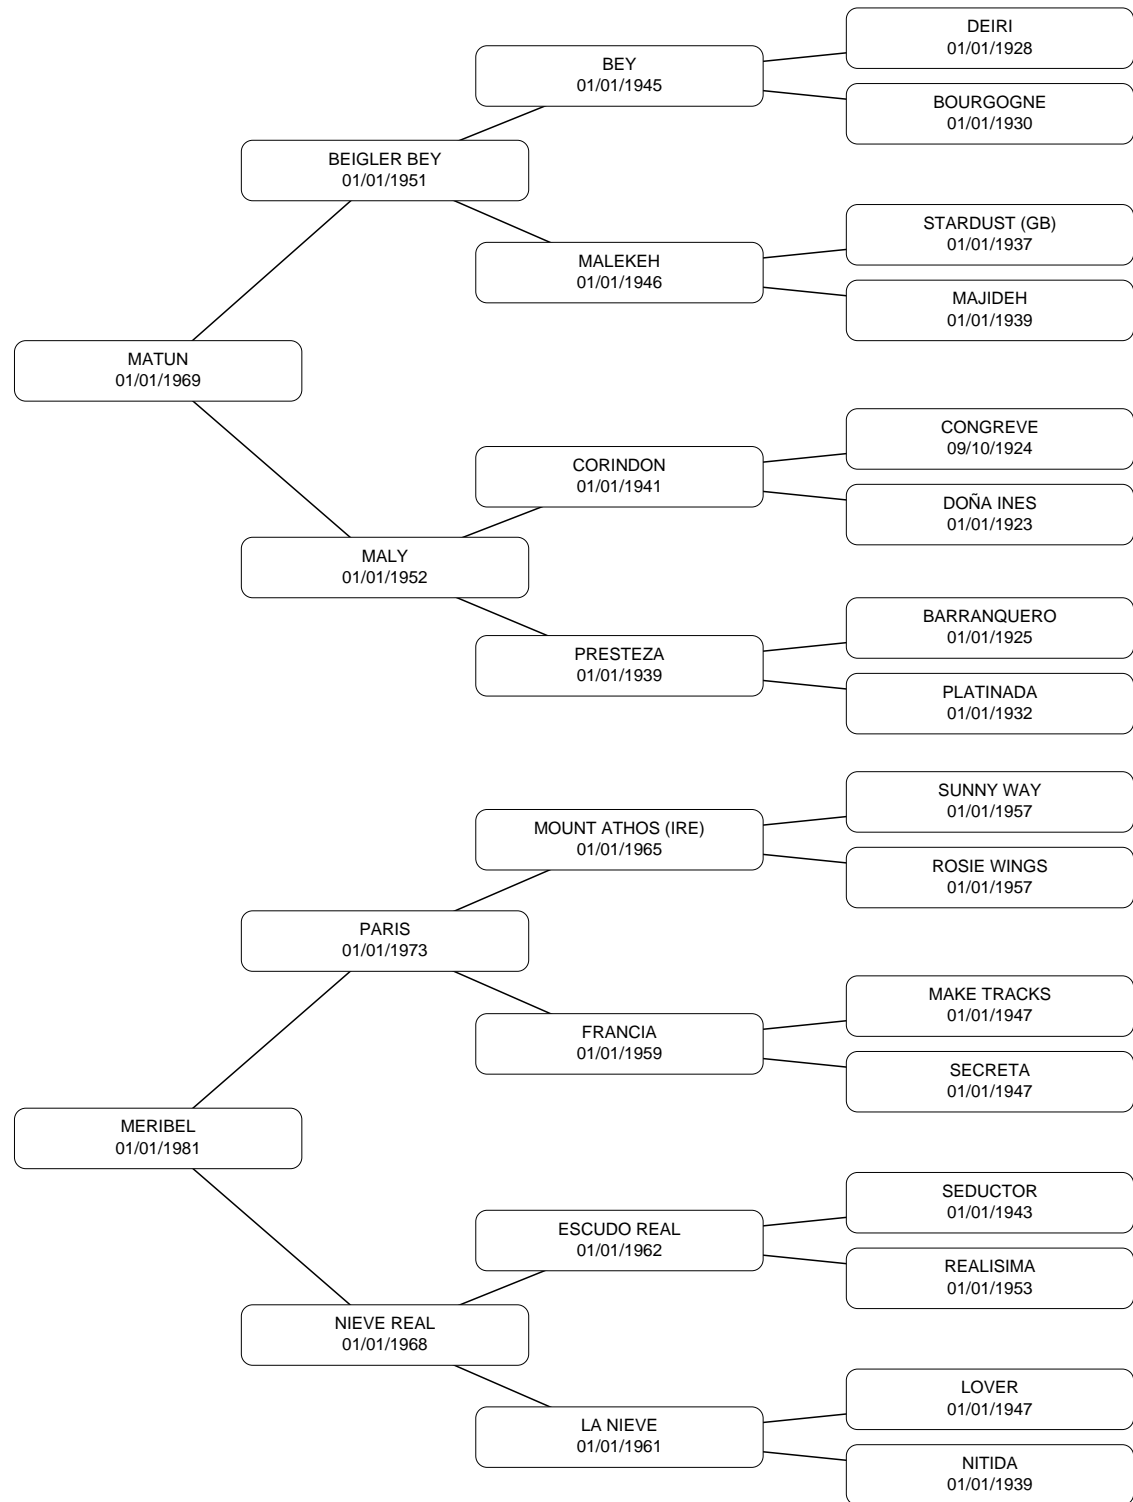 DEIRI
01/01/1928
BEY
01/01/1945
BOURGOGNE
01/01/1930
BEIGLER BEY
01/01/1951
STARDUST (GB)
01/01/1937
MALEKEH
01/01/1946
MAJIDEH
01/01/1939
MATUN
01/01/1969
CONGREVE
09/10/1924
CORINDON
01/01/1941
DOÑA INES
01/01/1923
MALY
01/01/1952
BARRANQUERO
01/01/1925
PRESTEZA
01/01/1939
PLATINADA
01/01/1932
SUNNY WAY
01/01/1957
MOUNT ATHOS (IRE)
01/01/1965
ROSIE WINGS
01/01/1957
PARIS
01/01/1973
MAKE TRACKS
01/01/1947
FRANCIA
01/01/1959
SECRETA
01/01/1947
MERIBEL
01/01/1981
SEDUCTOR
01/01/1943
ESCUDO REAL
01/01/1962
REALISIMA
01/01/1953
NIEVE REAL
01/01/1968
LOVER
01/01/1947
LA NIEVE
01/01/1961
NITIDA
01/01/1939